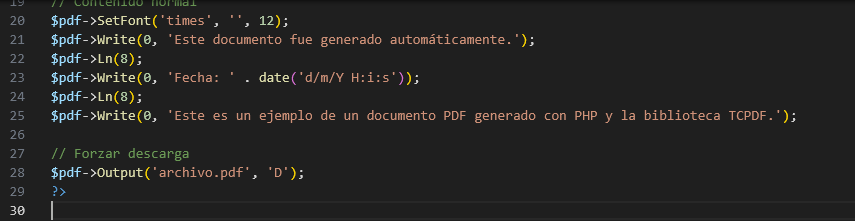 19 // Contenido normal
20 $pdf->SetFont('times', '', 12);
21 $pdf->Write(0, 'Este documento fue generado automáticamente.');
22 $pdf->Ln(8);
23 $pdf->Write(0, 'Fecha: ' . date('d/m/Y H:i:s'));
24 $pdf->Ln(8);
25 $pdf->Write(0, 'Este es un ejemplo de un documento PDF generado con PHP y la biblioteca TCPDF.');
26
27 // Forzar descarga
28 $pdf->Output('archivo.pdf', 'D');
29 ?>
30